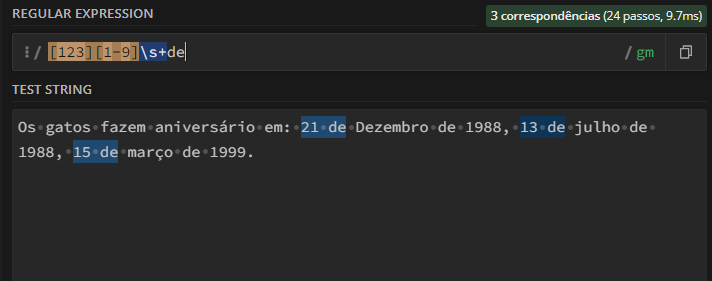 REGULAR EXPRESSION
3 correspondências (24 passos, 9.7ms)
/ [123][1-9]\s+de / gm
TEST STRING
Os gatos fazem aniversário em: 21 de Dezembro de 1988, 13 de julho de
1988, 15 de março de 1999.